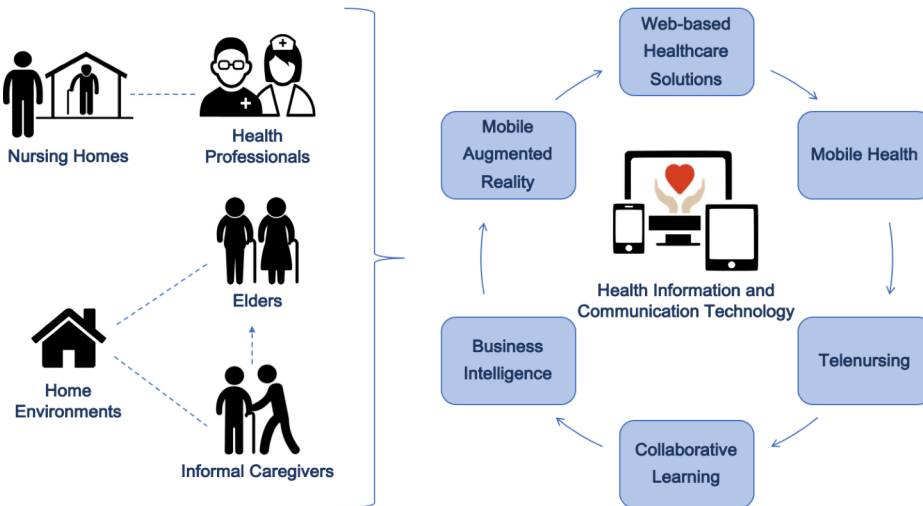 Nursing Homes
Health
Professionals
Elders
Home
Environments
Informal Caregivers
Web-based
Healthcare
Solutions
Mobile
Augmented
Reality
Mobile Health
Health Information and
Communication Technology
Business
Intelligence
Telenursing
Collaborative
Learning